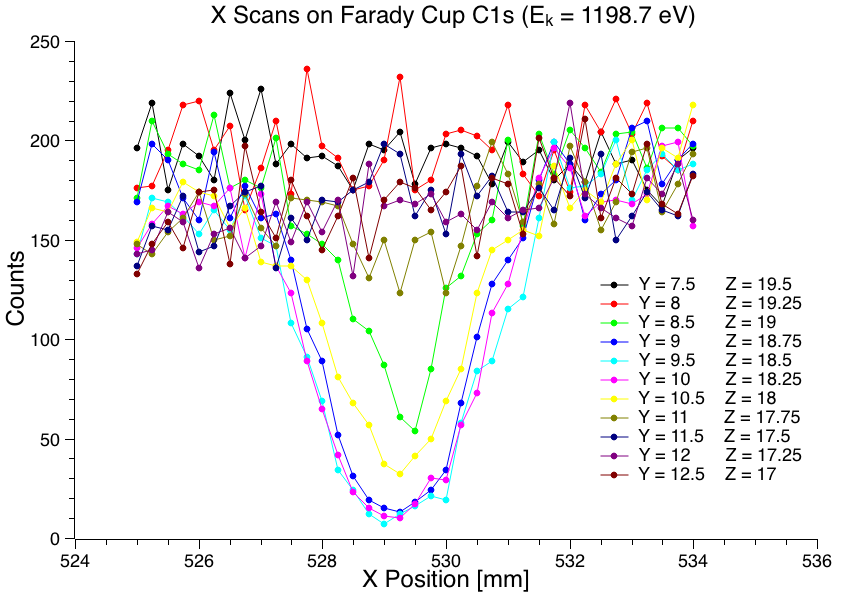 X Scans on Farady Cup C1s (Eₖ = 1198.7 eV)
250
200
150
100
50
0
Counts
524
526
528
530
532
534
536
X Position [mm]
Y = 7.5 Z = 19.5
Y = 8 Z = 19.25
Y = 8.5 Z = 19
Y = 9 Z = 18.75
Y = 9.5 Z = 18.5
Y = 10 Z = 18.25
Y = 10.5 Z = 18
Y = 11 Z = 17.75
Y = 11.5 Z = 17.5
Y = 12 Z = 17.25
Y = 12.5 Z = 17